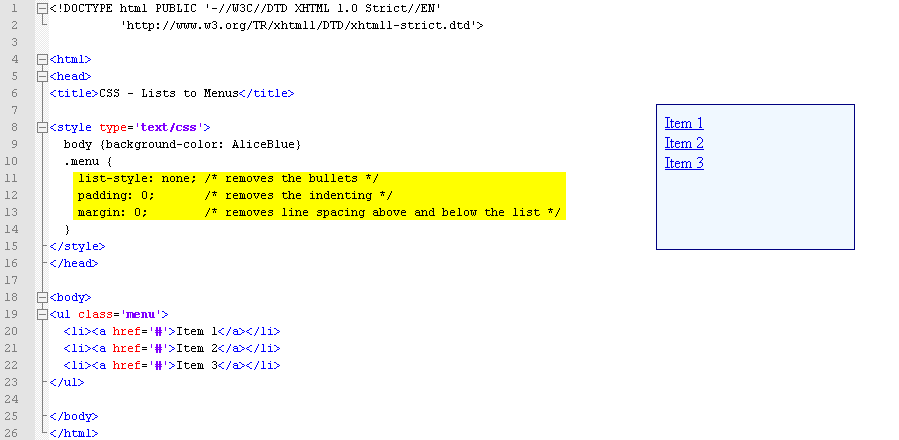 1 <!DOCTYPE html PUBLIC '-//W3C//DTD XHTML 1.0 Strict//EN'
2 'http://www.w3.org/TR/xhtml1/DTD/xhtml1-strict.dtd'>
3
4 <html>
5 <head>
6 <title>CSS - Lists to Menus</title>
7
8 <style type='text/css'>
9 body {background-color: AliceBlue}
10 .menu {
11 list-style: none; /* removes the bullets */
12 padding: 0; /* removes the indenting */
13 margin: 0; /* removes line spacing above and below the list */
14 }
15 </style>
16 </head>
17
18 <body>
19 <ul class='menu'>
20 <li><a href='#'>Item 1</a></li>
21 <li><a href='#'>Item 2</a></li>
22 <li><a href='#'>Item 3</a></li>
23 </ul>
24
25 </body>
26 </html>
Item 1
Item 2
Item 3